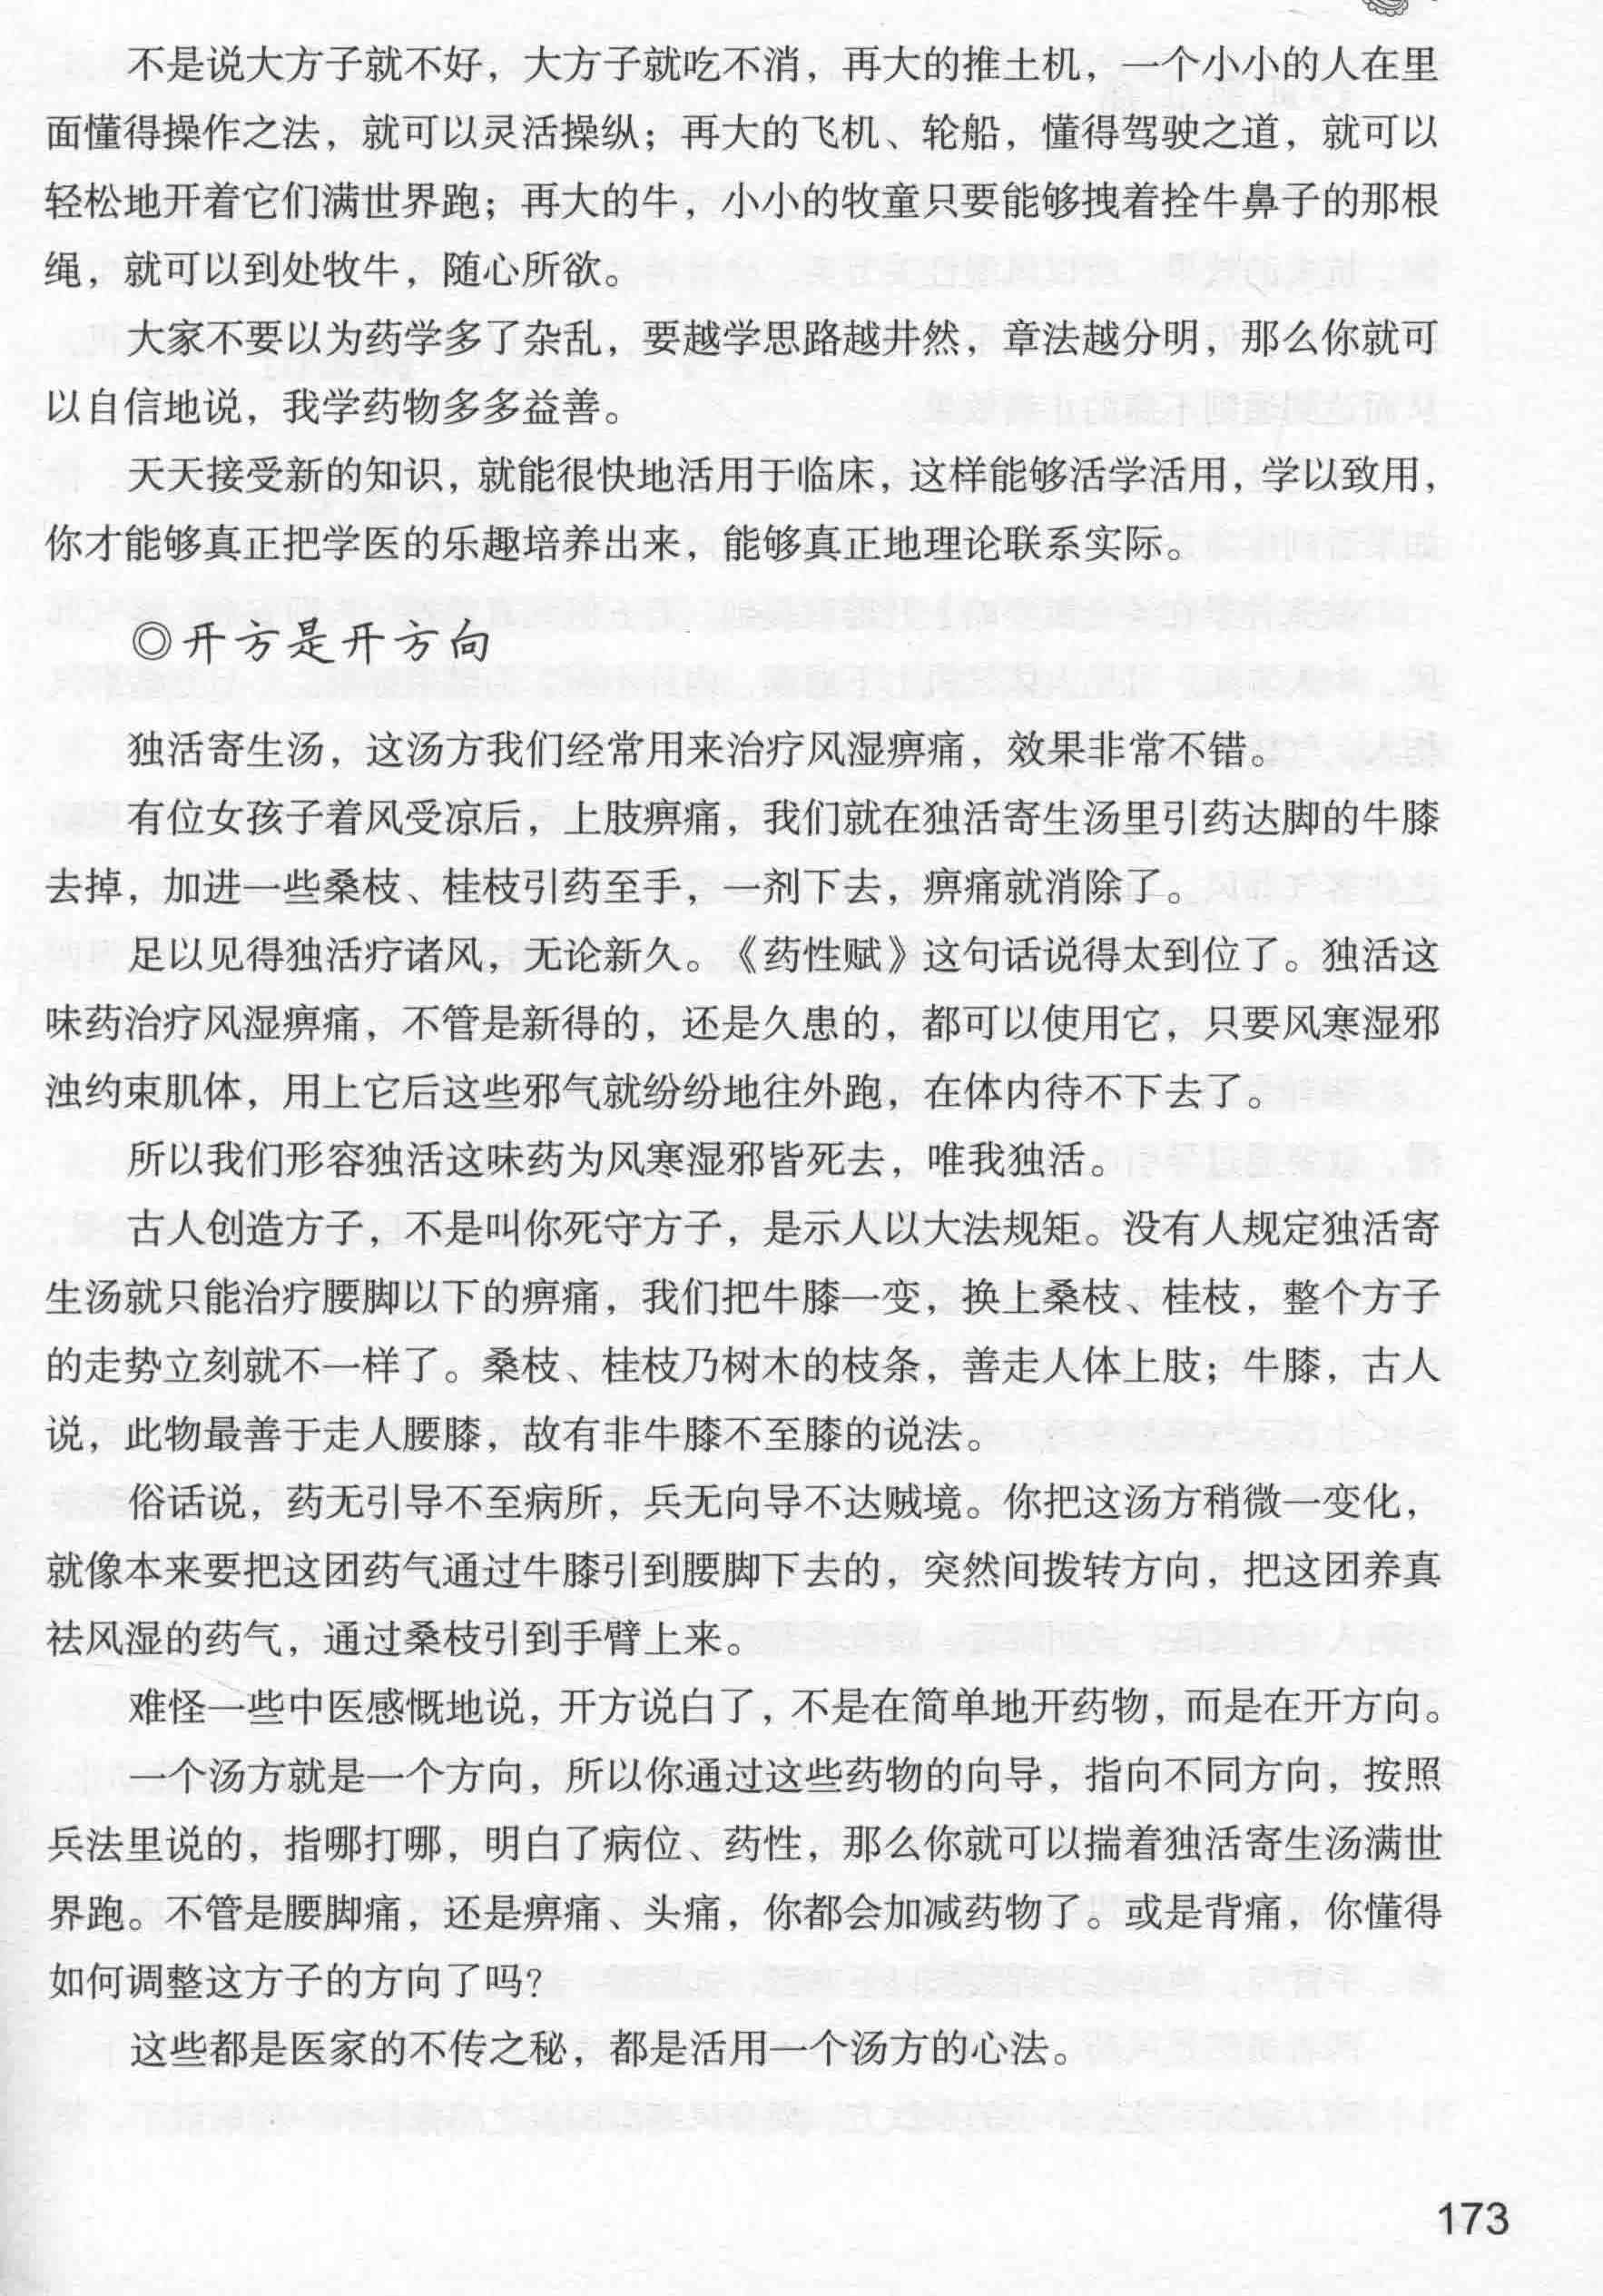 不是说大方子就不好，大方子就吃不消，再大的推土机，一个小小的人在里
面懂得操作之法，就可以灵活操纵；再大的飞机、轮船，懂得驾驶之道，就可以
轻松地开着它们满世界跑；再大的牛，小小的牧童只要能够拽着拴牛鼻子的那根
绳，就可以到处牧牛，随心所欲。
大家不要以为药学多了杂乱，要越学思路越井然，章法越分明，那么你就可
以自信地说，我学药物多多益善。
天天接受新的知识，就能很快地活用于临床，这样能够活学活用，学以致用，
你才能够真正把学医的乐趣培养出来，能够真正地理论联系实际。
◎开方是开方向
独活寄生汤，这汤方我们经常用来治疗风湿痹痛，效果非常不错。
有位女孩子着风受凉后，上肢痹痛，我们就在独活寄生汤里引药达脚的牛膝
去掉，加进一些桑枝、桂枝引药至手，一剂下去，痹痛就消除了。
足以见得独活疗诸风，无论新久。《药性赋》这句话说得太到位了。独活这
味药治疗风湿痹痛，不管是新得的，还是久患的，都可以使用它，只要风寒湿邪
浊约束肌体，用上它后这些邪气就纷纷地往外跑，在体内待不下去了。
所以我们形容独活这味药为风寒湿邪皆死去，唯我独活。
古人创造方子，不是叫你死守方子，是示人以大法规矩。没有人规定独活寄
生汤就只能治疗腰脚以下的痹痛，我们把牛膝一变，换上桑枝、桂枝，整个方子
的走势立刻就不一样了。桑枝、桂枝乃树木的枝条，善走人体上肢；牛膝，古人
说，此物最善于走人腰膝，故有非牛膝不至膝的说法。
俗话说，药无引导不至病所，兵无向导不达贼境。你把这汤方稍微一变化，
就像本来要把这团药气通过牛膝引到腰脚下去的，突然间拨转方向，把这团养真
祛风湿的药气，通过桑枝引到手臂上来。
难怪一些中医感慨地说，开方说白了，不是在简单地开药物，而是在开方向。
一个汤方就是一个方向，所以你通过这些药物的向导，指向不同方向，按照
兵法里说的，指哪打哪，明白了病位、药性，那么你就可以揣着独活寄生汤满世
界跑。不管是腰脚痛，还是痹痛、头痛，你都会加减药物了。或是背痛，你懂得
如何调整这方子的方向了吗？
这些都是医家的不传之秘，都是活用一个汤方的心法。
173